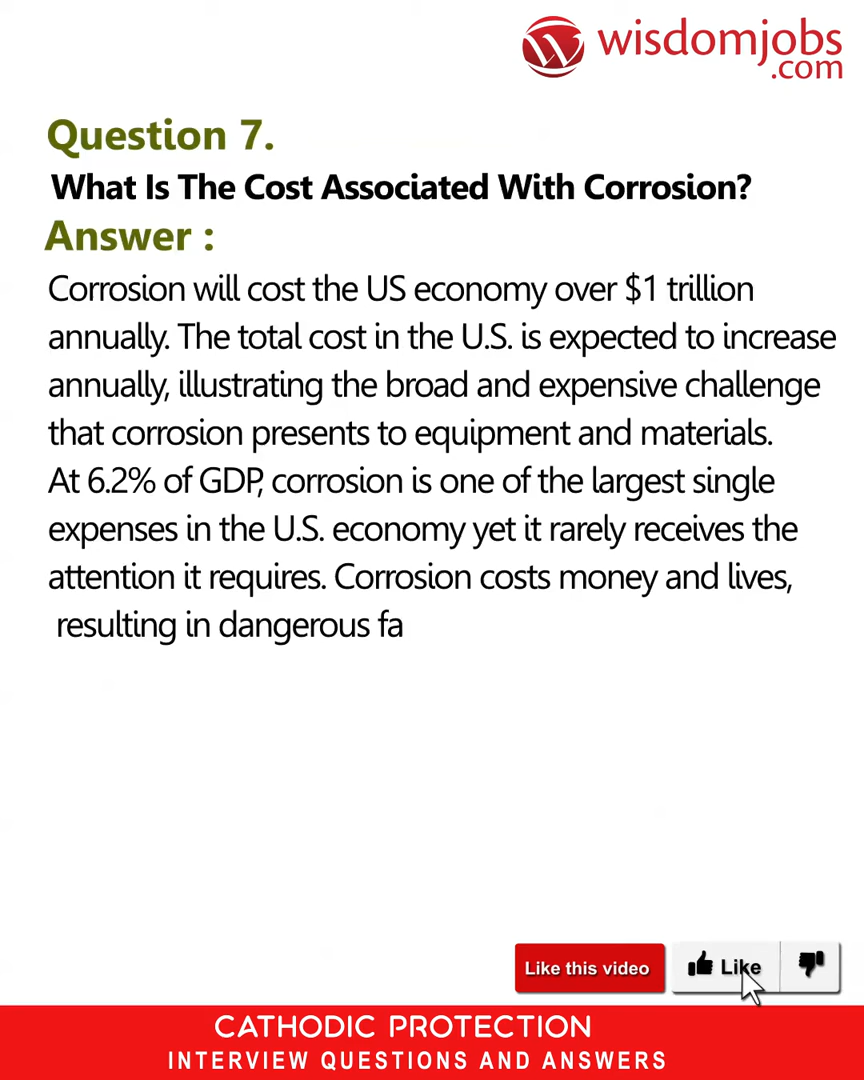 wisdomjobs
.com
Question 7.
What Is The Cost Associated With Corrosion?
Answer :
Corrosion will cost the US economy over $1 trillion
annually. The total cost in the U.S. is expected to increase
annually, illustrating the broad and expensive challenge
that corrosion presents to equipment and materials.
At 6.2% of GDP, corrosion is one of the largest single
expenses in the U.S. economy yet it rarely receives the
attention it requires. Corrosion costs money and lives,
resulting in dangerous fa
Like this video
Like
CATHODIC PROTECTION
INTERVIEW QUESTIONS AND ANSWERS